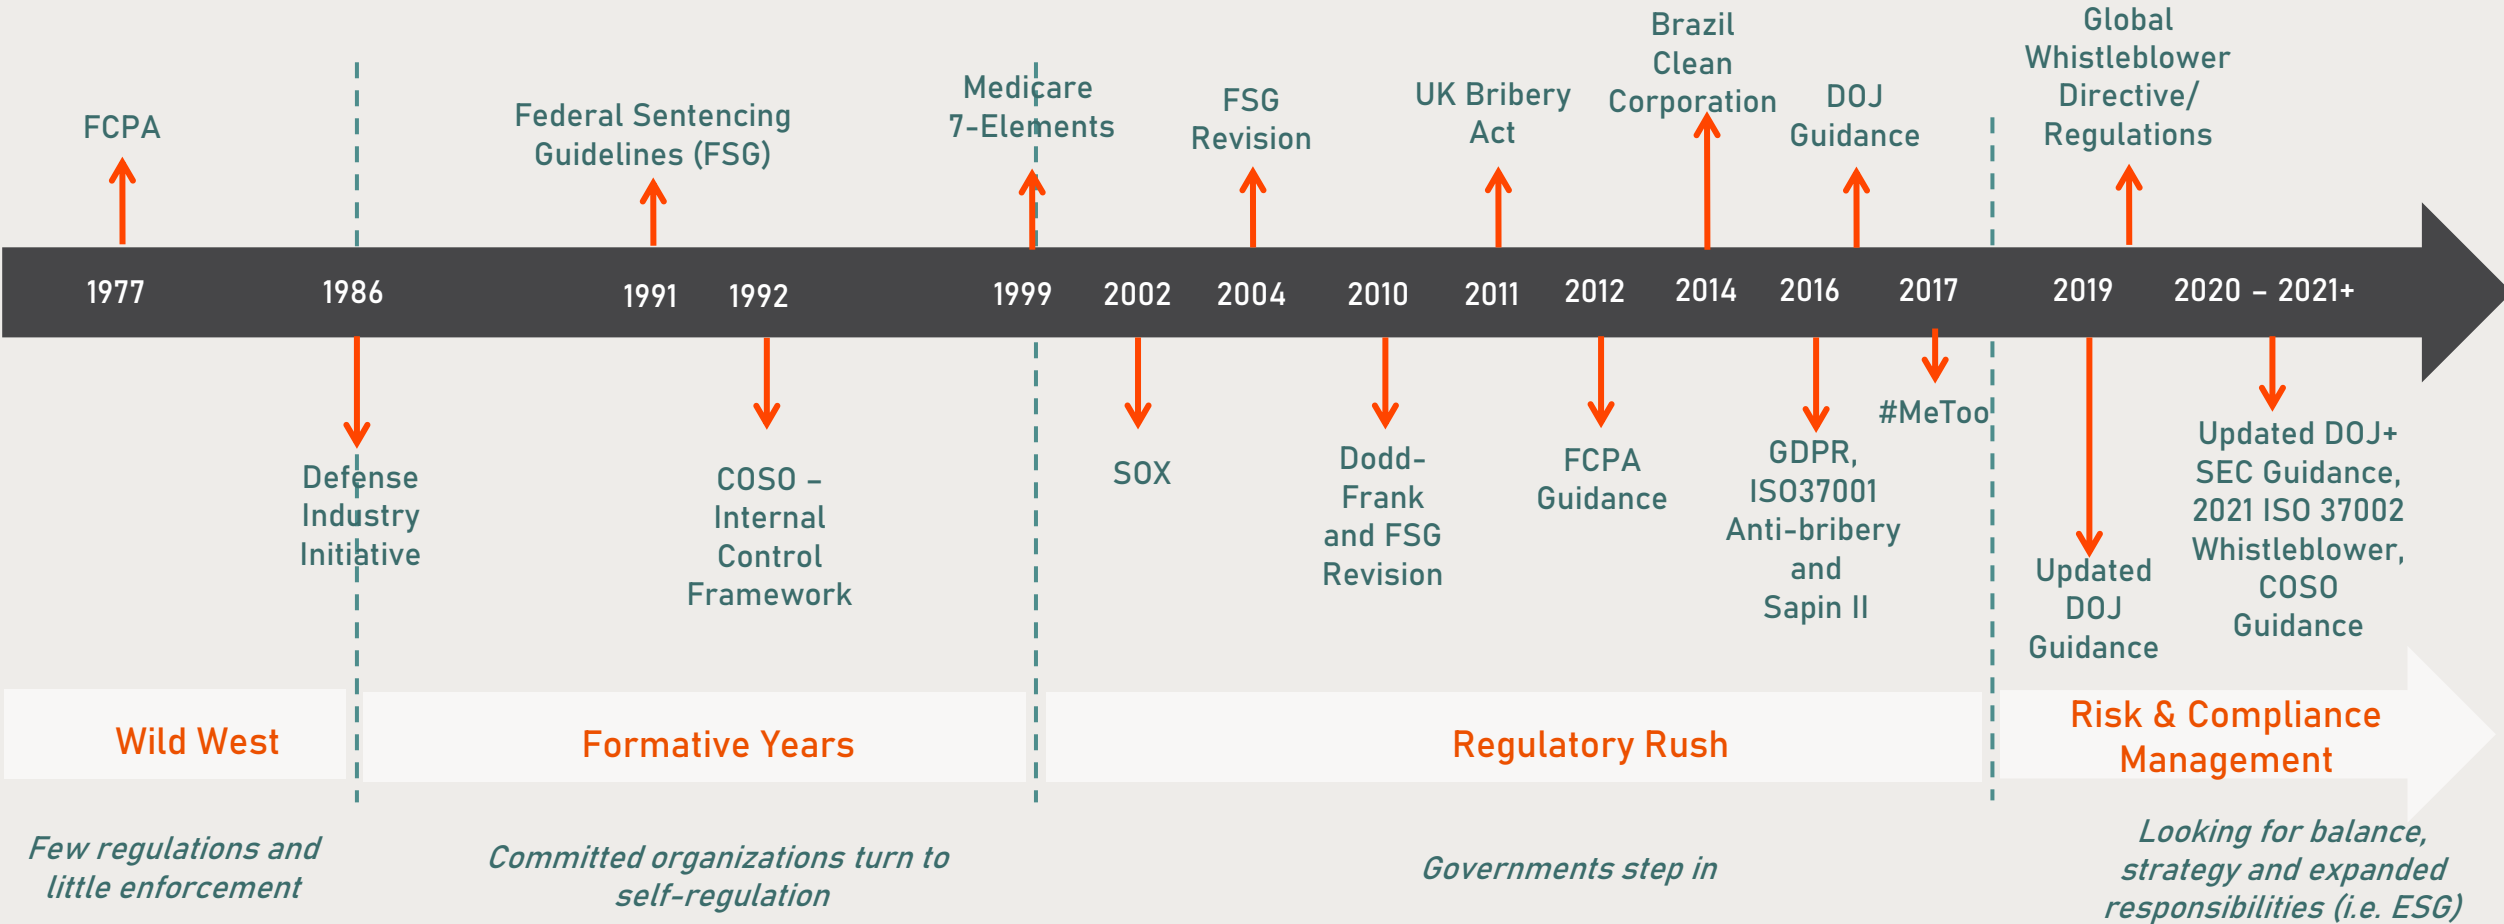 FCPA
Federal Sentencing
Guidelines (FSG)
Medicare
7-Elements
FSG
Revision
UK Bribery
Act
Brazil
Clean
Corporation
DOJ
Guidance
Global
Whistleblower
Directive/
Regulations
1977
1986
1991
1992
1999
2002
2004
2010
2011
2012
2014
2016
2017
2019
2020 – 2021+
Defense
Industry
Initiative
COSO –
Internal
Control
Framework
SOX
Dodd-
Frank
and FSG
Revision
FCPA
Guidance
GDPR,
ISO37001
Anti-bribery
and
Sapin II
#MeToo
Updated
DOJ
Guidance
Updated DOJ+
SEC Guidance,
2021 ISO 37002
Whistleblower,
COSO
Guidance
Wild West
Formative Years
Regulatory Rush
Risk & Compliance
Management
Few regulations and
little enforcement
Committed organizations turn to
self-regulation
Governments step in
Looking for balance,
strategy and expanded
responsibilities (i.e. ESG)